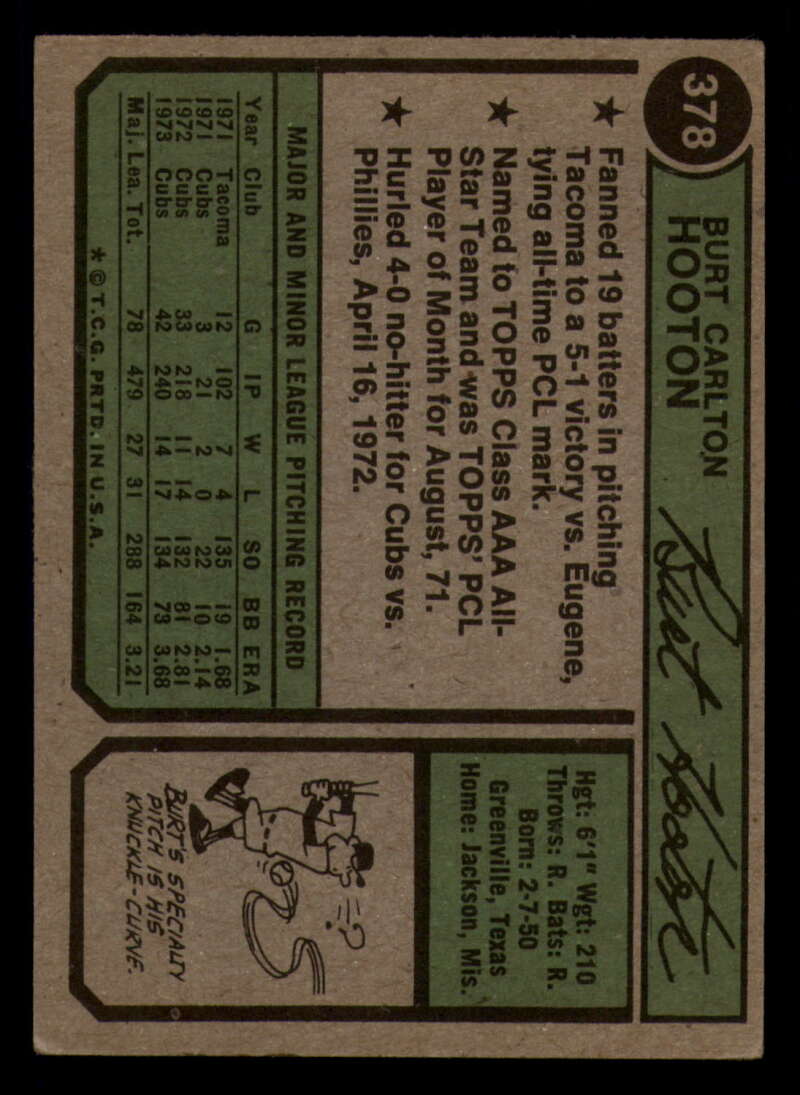 378
BURT CARLTON
HOOTON
Burt Hooton
★ Fanned 19 batters in pitching
Tacoma to a 5-1 victory vs. Eugene,
tying all-time PCL mark.
★ Named to TOPPS Class AAA All-
Star Team and was TOPPS' PCL
Player of Month for August, 71.
★ Hurled 4-0 no-hitter for Cubs vs.
Phillies, April 16, 1972.
MAJOR AND MINOR LEAGUE PITCHING RECORD
Year Club G IP W L SO BB ERA
1971 Tacoma 12 102 7 4 135 19 1.68
1971 Cubs 3 21 2 0 22 10 2.14
1972 Cubs 33 218 11 14 132 81 2.81
1973 Cubs 42 240 14 17 134 73 3.68
Maj. Lea. Tot. 78 479 27 31 288 164 3.21
* © T.C.G. PRTD. IN U.S.A.
Hgt: 6'1" Wgt: 210
Throws: R. Bats: R.
Born: 2-7-50
Greenville, Texas
Home: Jackson, Mis.
=?
BURT'S SPECIALTY
PITCH IS HIS
KNUCKLE-CURVE.